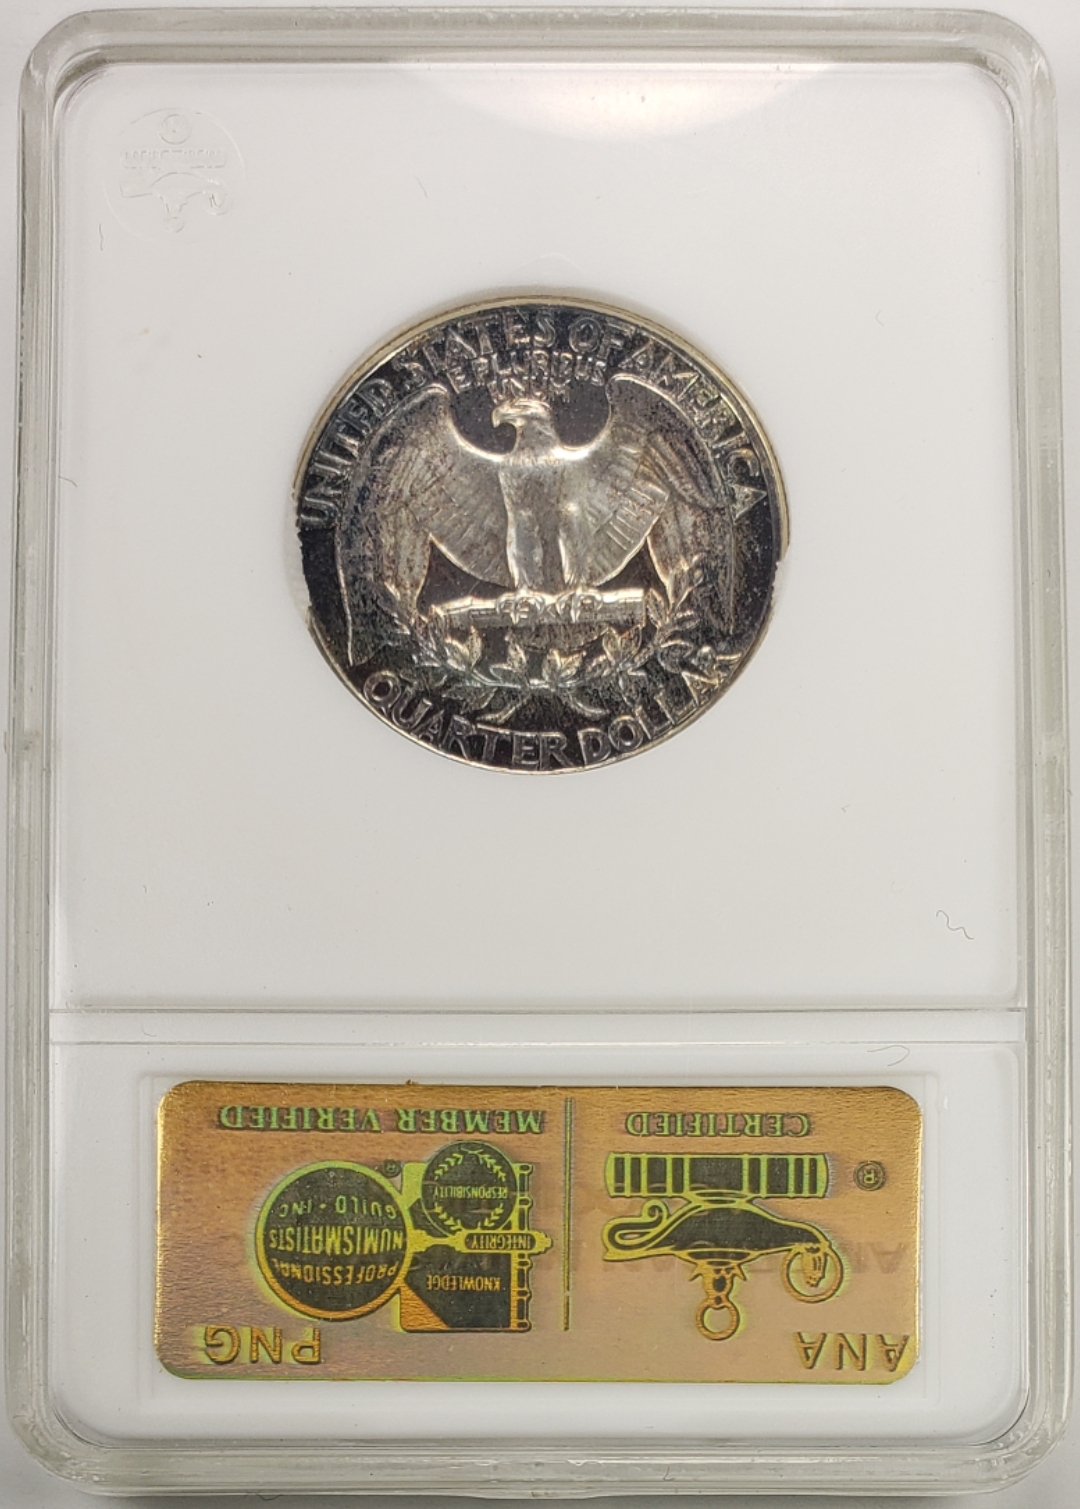 UNITED STATES OF AMERICA
E PLURIBUS
UNUM
QUARTER DOLLAR
ANA
CERTIFIED
®
PNG
MEMBER VERIFIED
PROFESSIONAL
NUMISMATISTS
GUILD - INC.
®
KNOWLEDGE
INTEGRITY
RESPONSIBILITY